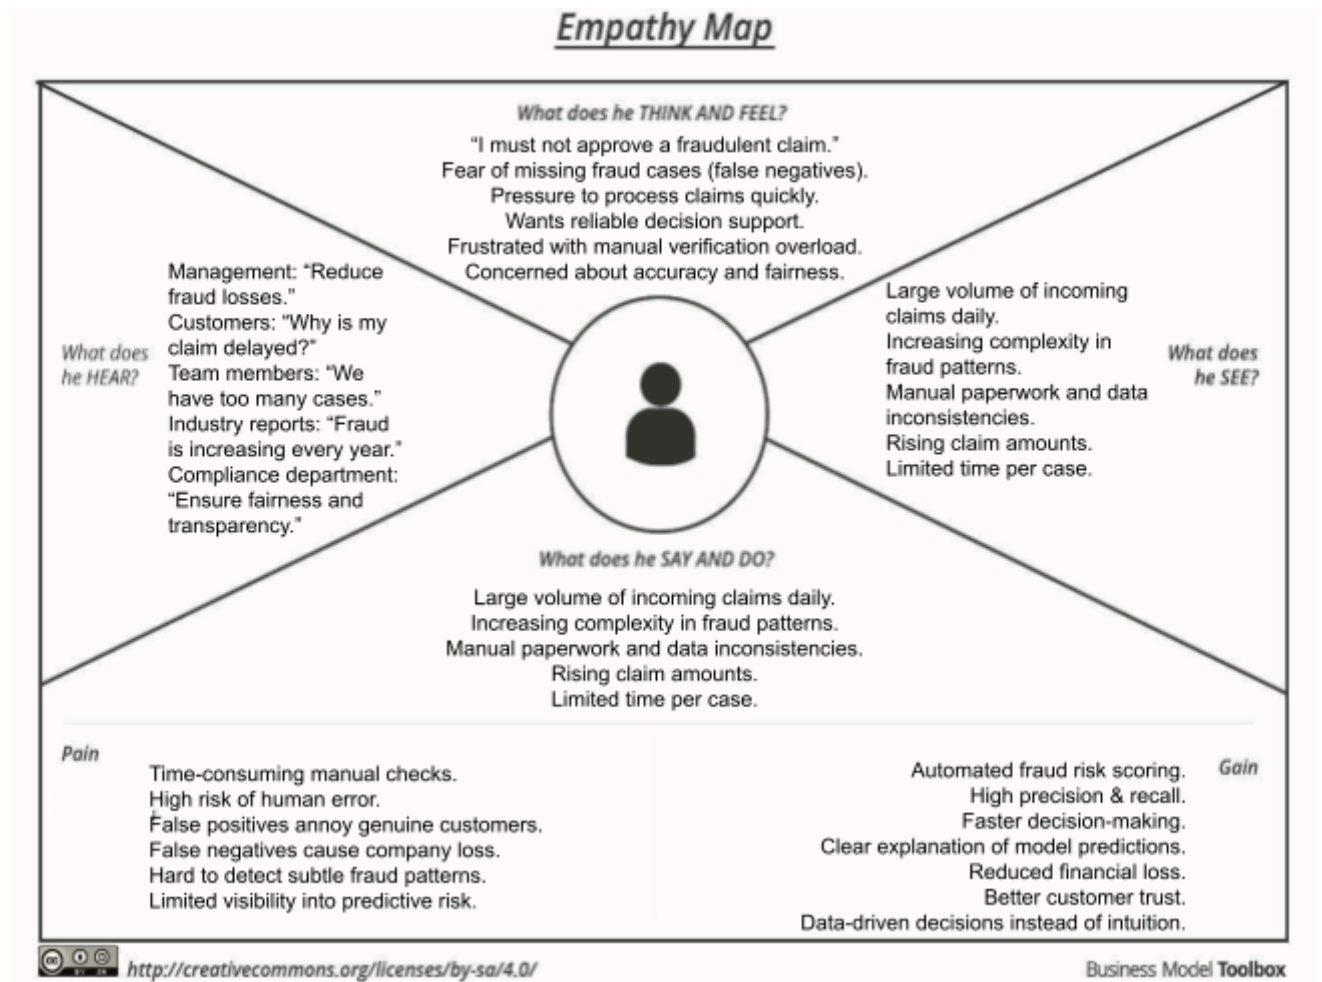 Empathy Map
What does he THINK AND FEEL?
“I must not approve a fraudulent claim.”
Fear of missing fraud cases (false negatives).
Pressure to process claims quickly.
Wants reliable decision support.
Frustrated with manual verification overload.
Concerned about accuracy and fairness.
What does
he HEAR?
Management: “Reduce
fraud losses.”
Customers: “Why is my
claim delayed?”
Team members: “We
have too many cases.”
Industry reports: “Fraud
is increasing every year.”
Compliance department:
“Ensure fairness and
transparency.”
Large volume of incoming
claims daily.
Increasing complexity in
fraud patterns.
Manual paperwork and data
inconsistencies.
Rising claim amounts.
Limited time per case.
What does
he SEE?
What does he SAY AND DO?
Large volume of incoming claims daily.
Increasing complexity in fraud patterns.
Manual paperwork and data inconsistencies.
Rising claim amounts.
Limited time per case.
Pain
Time-consuming manual checks.
High risk of human error.
False positives annoy genuine customers.
False negatives cause company loss.
Hard to detect subtle fraud patterns.
Limited visibility into predictive risk.
Gain
Automated fraud risk scoring.
High precision & recall.
Faster decision-making.
Clear explanation of model predictions.
Reduced financial loss.
Better customer trust.
Data-driven decisions instead of intuition.
cc
http://creativecommons.org/licenses/by-sa/4.0/
Business Model Toolbox